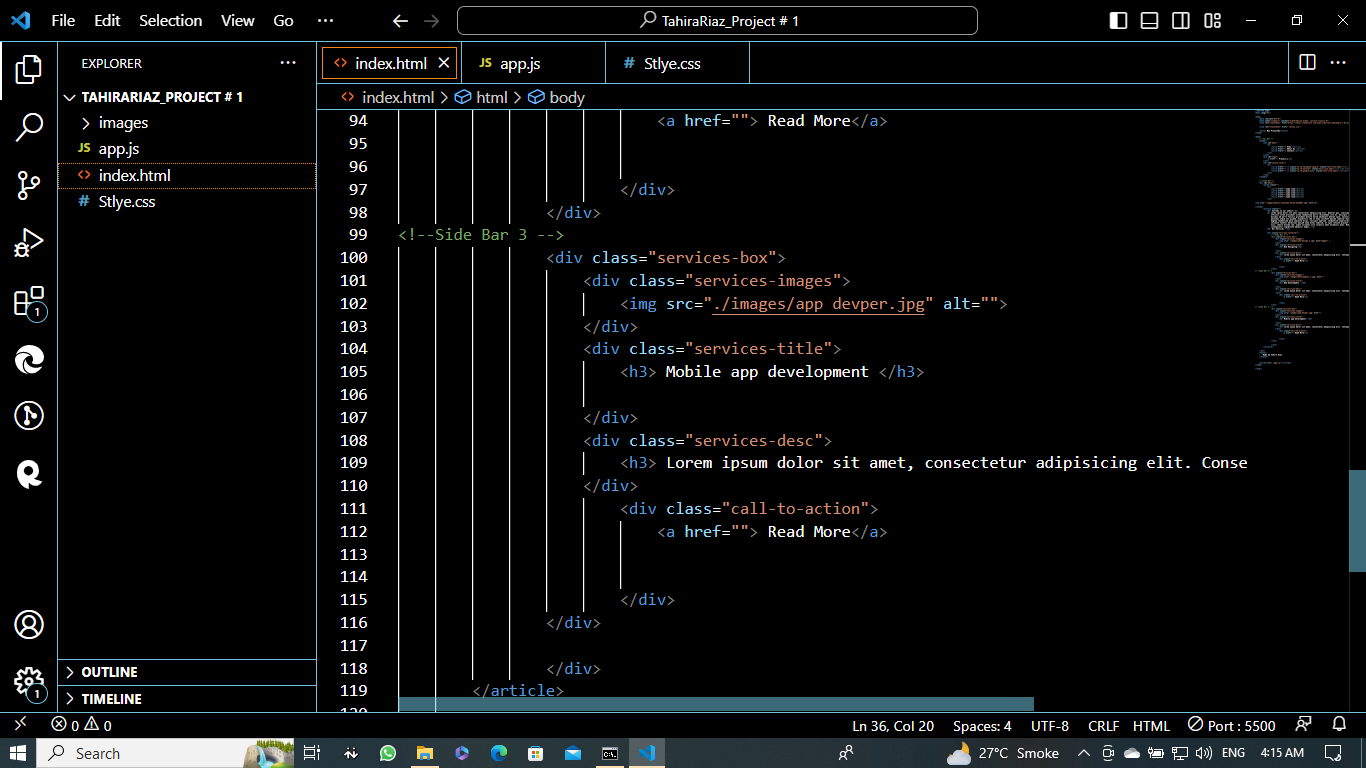 File Edit Selection View Go ··· TahiraRiaz_Project # 1
EXPLORER ···
TAHIRARIAZ_PROJECT # 1
images
JS app.js
<> index.html
# Stlye.css
OUTLINE
TIMELINE
<> index.html JS app.js # Stlye.css
<> index.html > html > body
94 <a href=""> Read More</a>
95
96
97 </div>
98 </div>
99 <!--Side Bar 3 -->
100 <div class="services-box">
101 <div class="services-images">
102 <img src="./images/app devper.jpg" alt="">
103 </div>
104 <div class="services-title">
105 <h3> Mobile app development </h3>
106
107 </div>
108 <div class="services-desc">
109 <h3> Lorem ipsum dolor sit amet, consectetur adipisicing elit. Conse
110 </div>
111 <div class="call-to-action">
112 <a href=""> Read More</a>
113
114
115 </div>
116 </div>
117
118 </div>
119 </article>
1
1
0 0 Ln 36, Col 20 Spaces: 4 UTF-8 CRLF HTML Port : 5500
Search 27°C Smoke ENG 4:15 AM